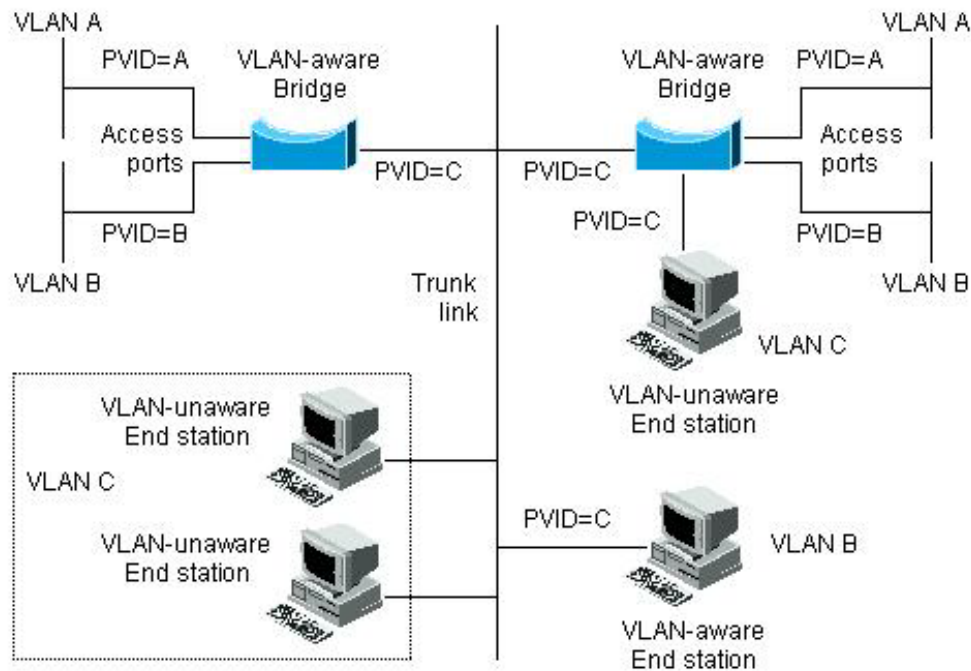 VLAN A
PVID=A
VLAN-aware
Bridge
Access
ports
PVID=C
PVID=B
VLAN B
VLAN-aware
Bridge
PVID=A
VLAN A
Access
ports
PVID=C
PVID=C
PVID=B
VLAN B
Trunk
link
VLAN C
VLAN-unaware
End station
VLAN-unaware
End station
VLAN C
VLAN-unaware
End station
PVID=C
VLAN B
VLAN-aware
End station